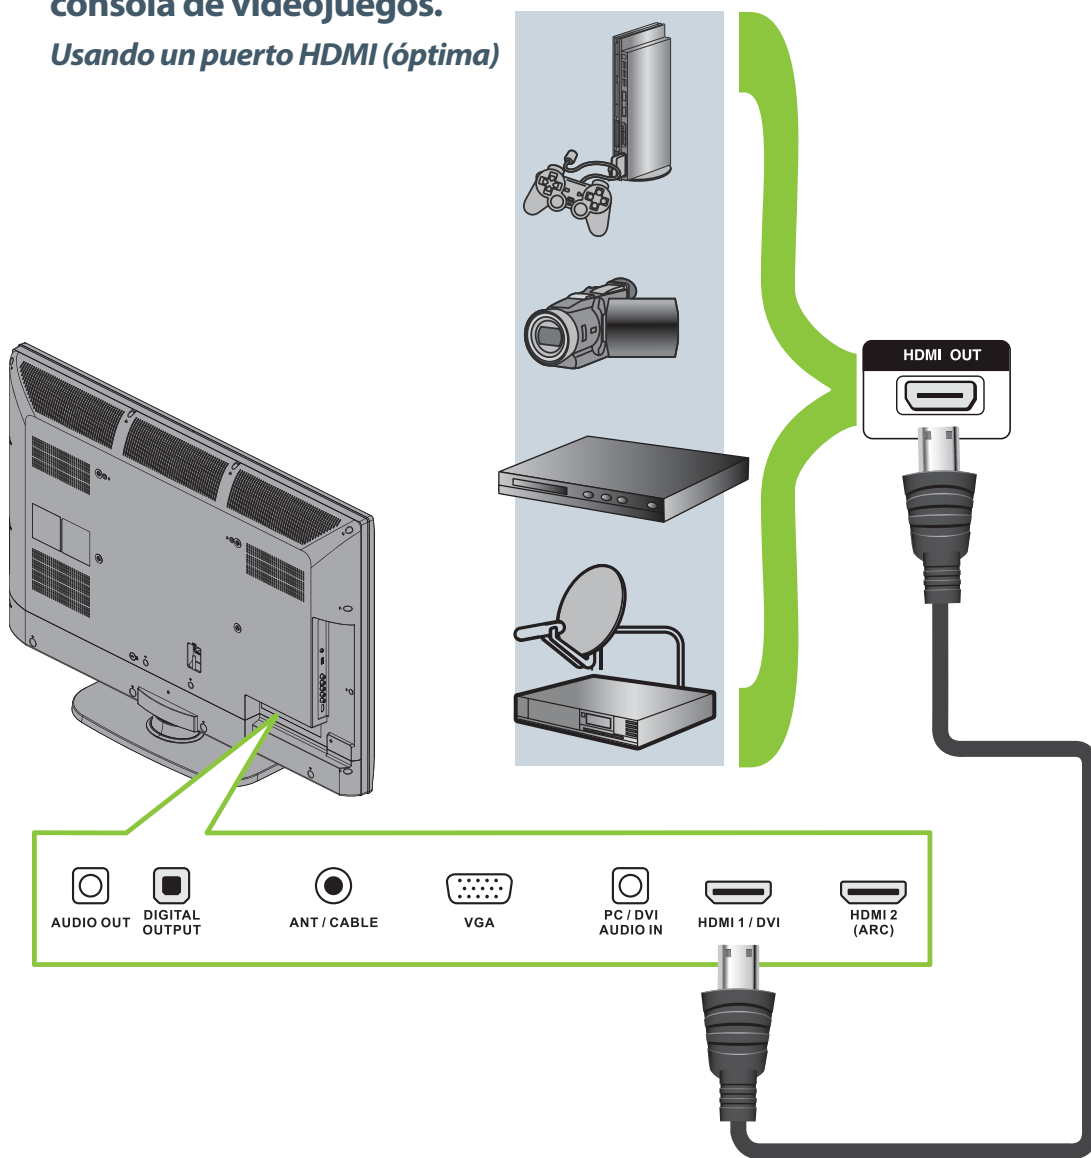 consola de videojuegos.
Usando un puerto HDMI (óptima)
HDMI OUT
AUDIO OUT
DIGITAL
OUTPUT
ANT / CABLE
VGA
PC / DVI
AUDIO IN
HDMI 1 / DVI
HDMI 2
(ARC)